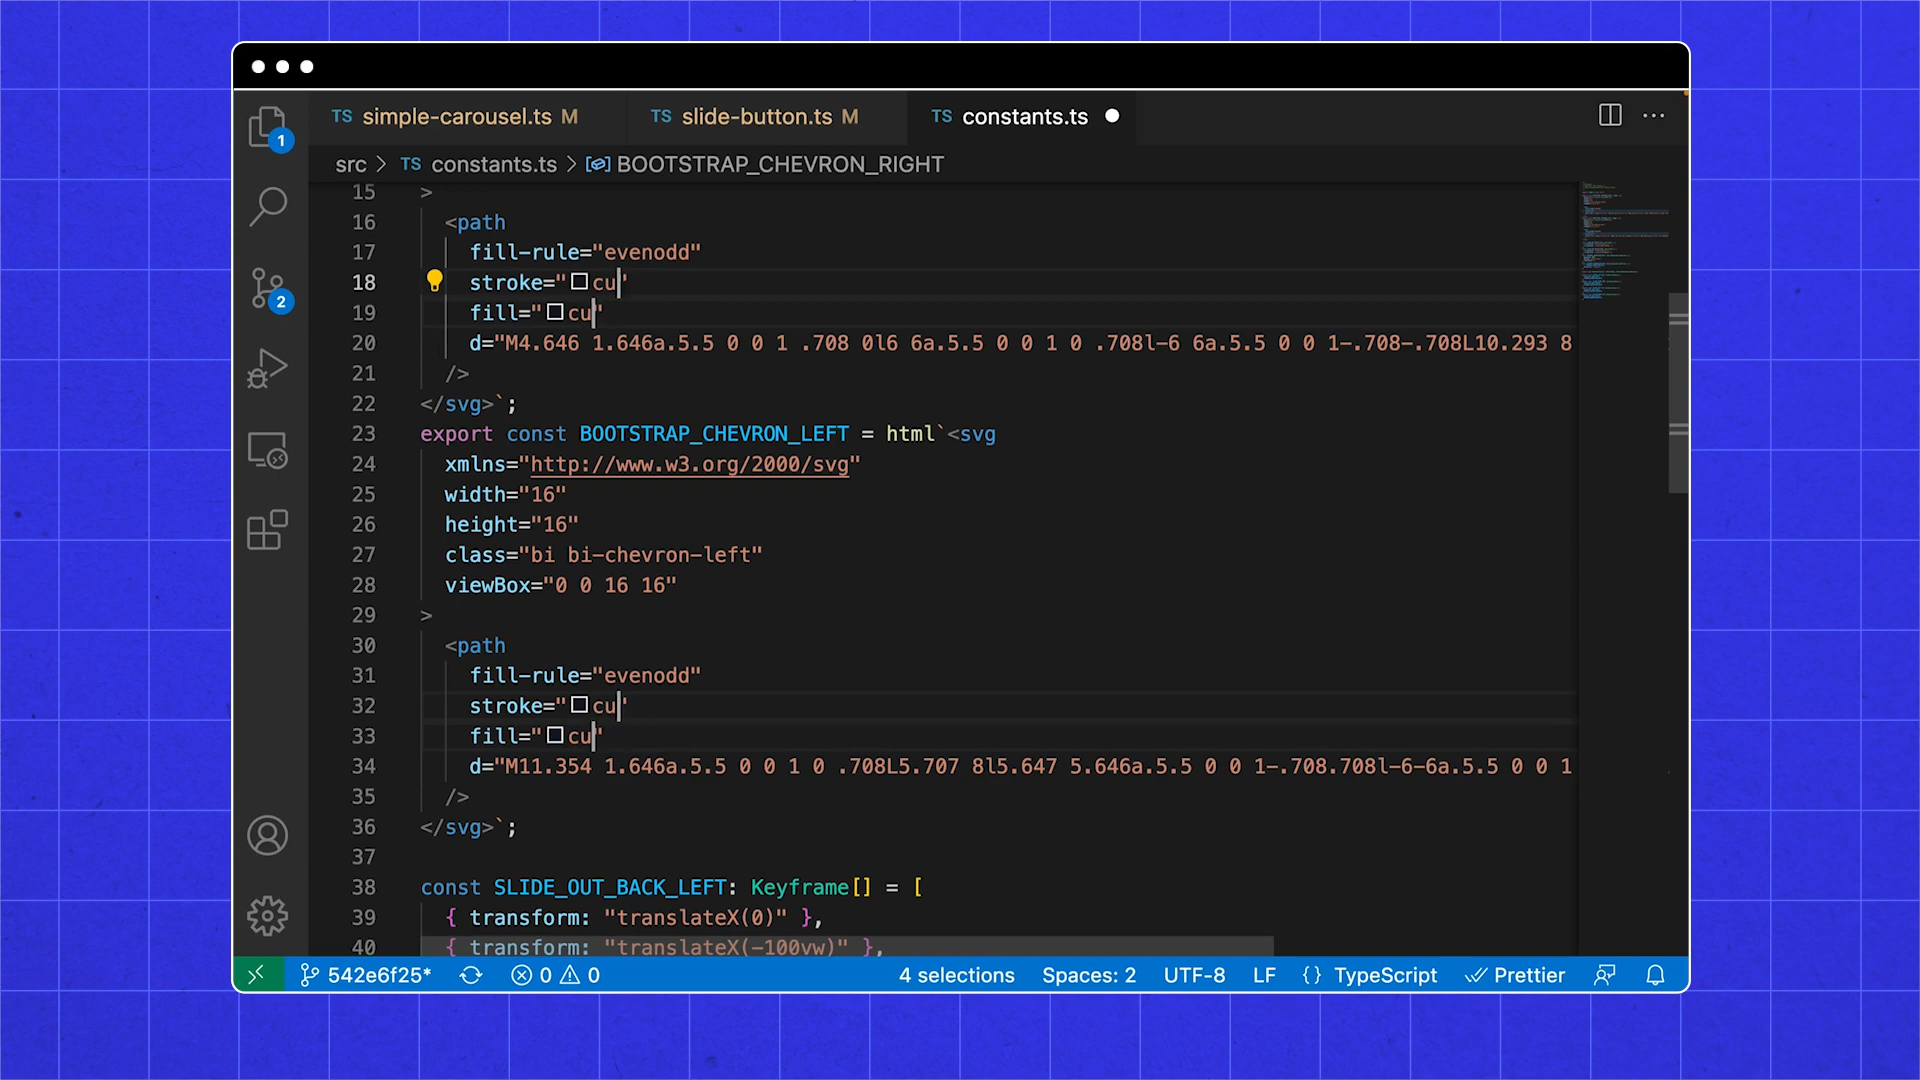 TS simple-carousel.ts M
TS slide-button.ts M
TS constants.ts
1
src > TS constants.ts > BOOTSTRAP_CHEVRON_RIGHT
15 >
16 <path
17 fill-rule="evenodd"
18 stroke="cu"
19 fill="cu"
20 d="M4.646 1.646a.5.5 0 0 1 .708 0l6 6a.5.5 0 0 1 0 .708l-6 6a.5.5 0 0 1-.708-.708L10.293 8
21 />
22 </svg>`;
23 export const BOOTSTRAP_CHEVRON_LEFT = html`<svg
24 xmlns="http://www.w3.org/2000/svg"
25 width="16"
26 height="16"
27 class="bi bi-chevron-left"
28 viewBox="0 0 16 16"
29 >
30 <path
31 fill-rule="evenodd"
32 stroke="cu"
33 fill="cu"
34 d="M11.354 1.646a.5.5 0 0 1 0 .708L5.707 8l5.647 5.646a.5.5 0 0 1-.708.708l-6-6a.5.5 0 0 1
35 />
36 </svg>`;
37
38 const SLIDE_OUT_BACK_LEFT: Keyframe[] = [
39 { transform: "translateX(0)" },
40 { transform: "translateX(-100vw)" },
2
542e6f25* 0 0 4 selections Spaces: 2 UTF-8 LF {} TypeScript Prettier